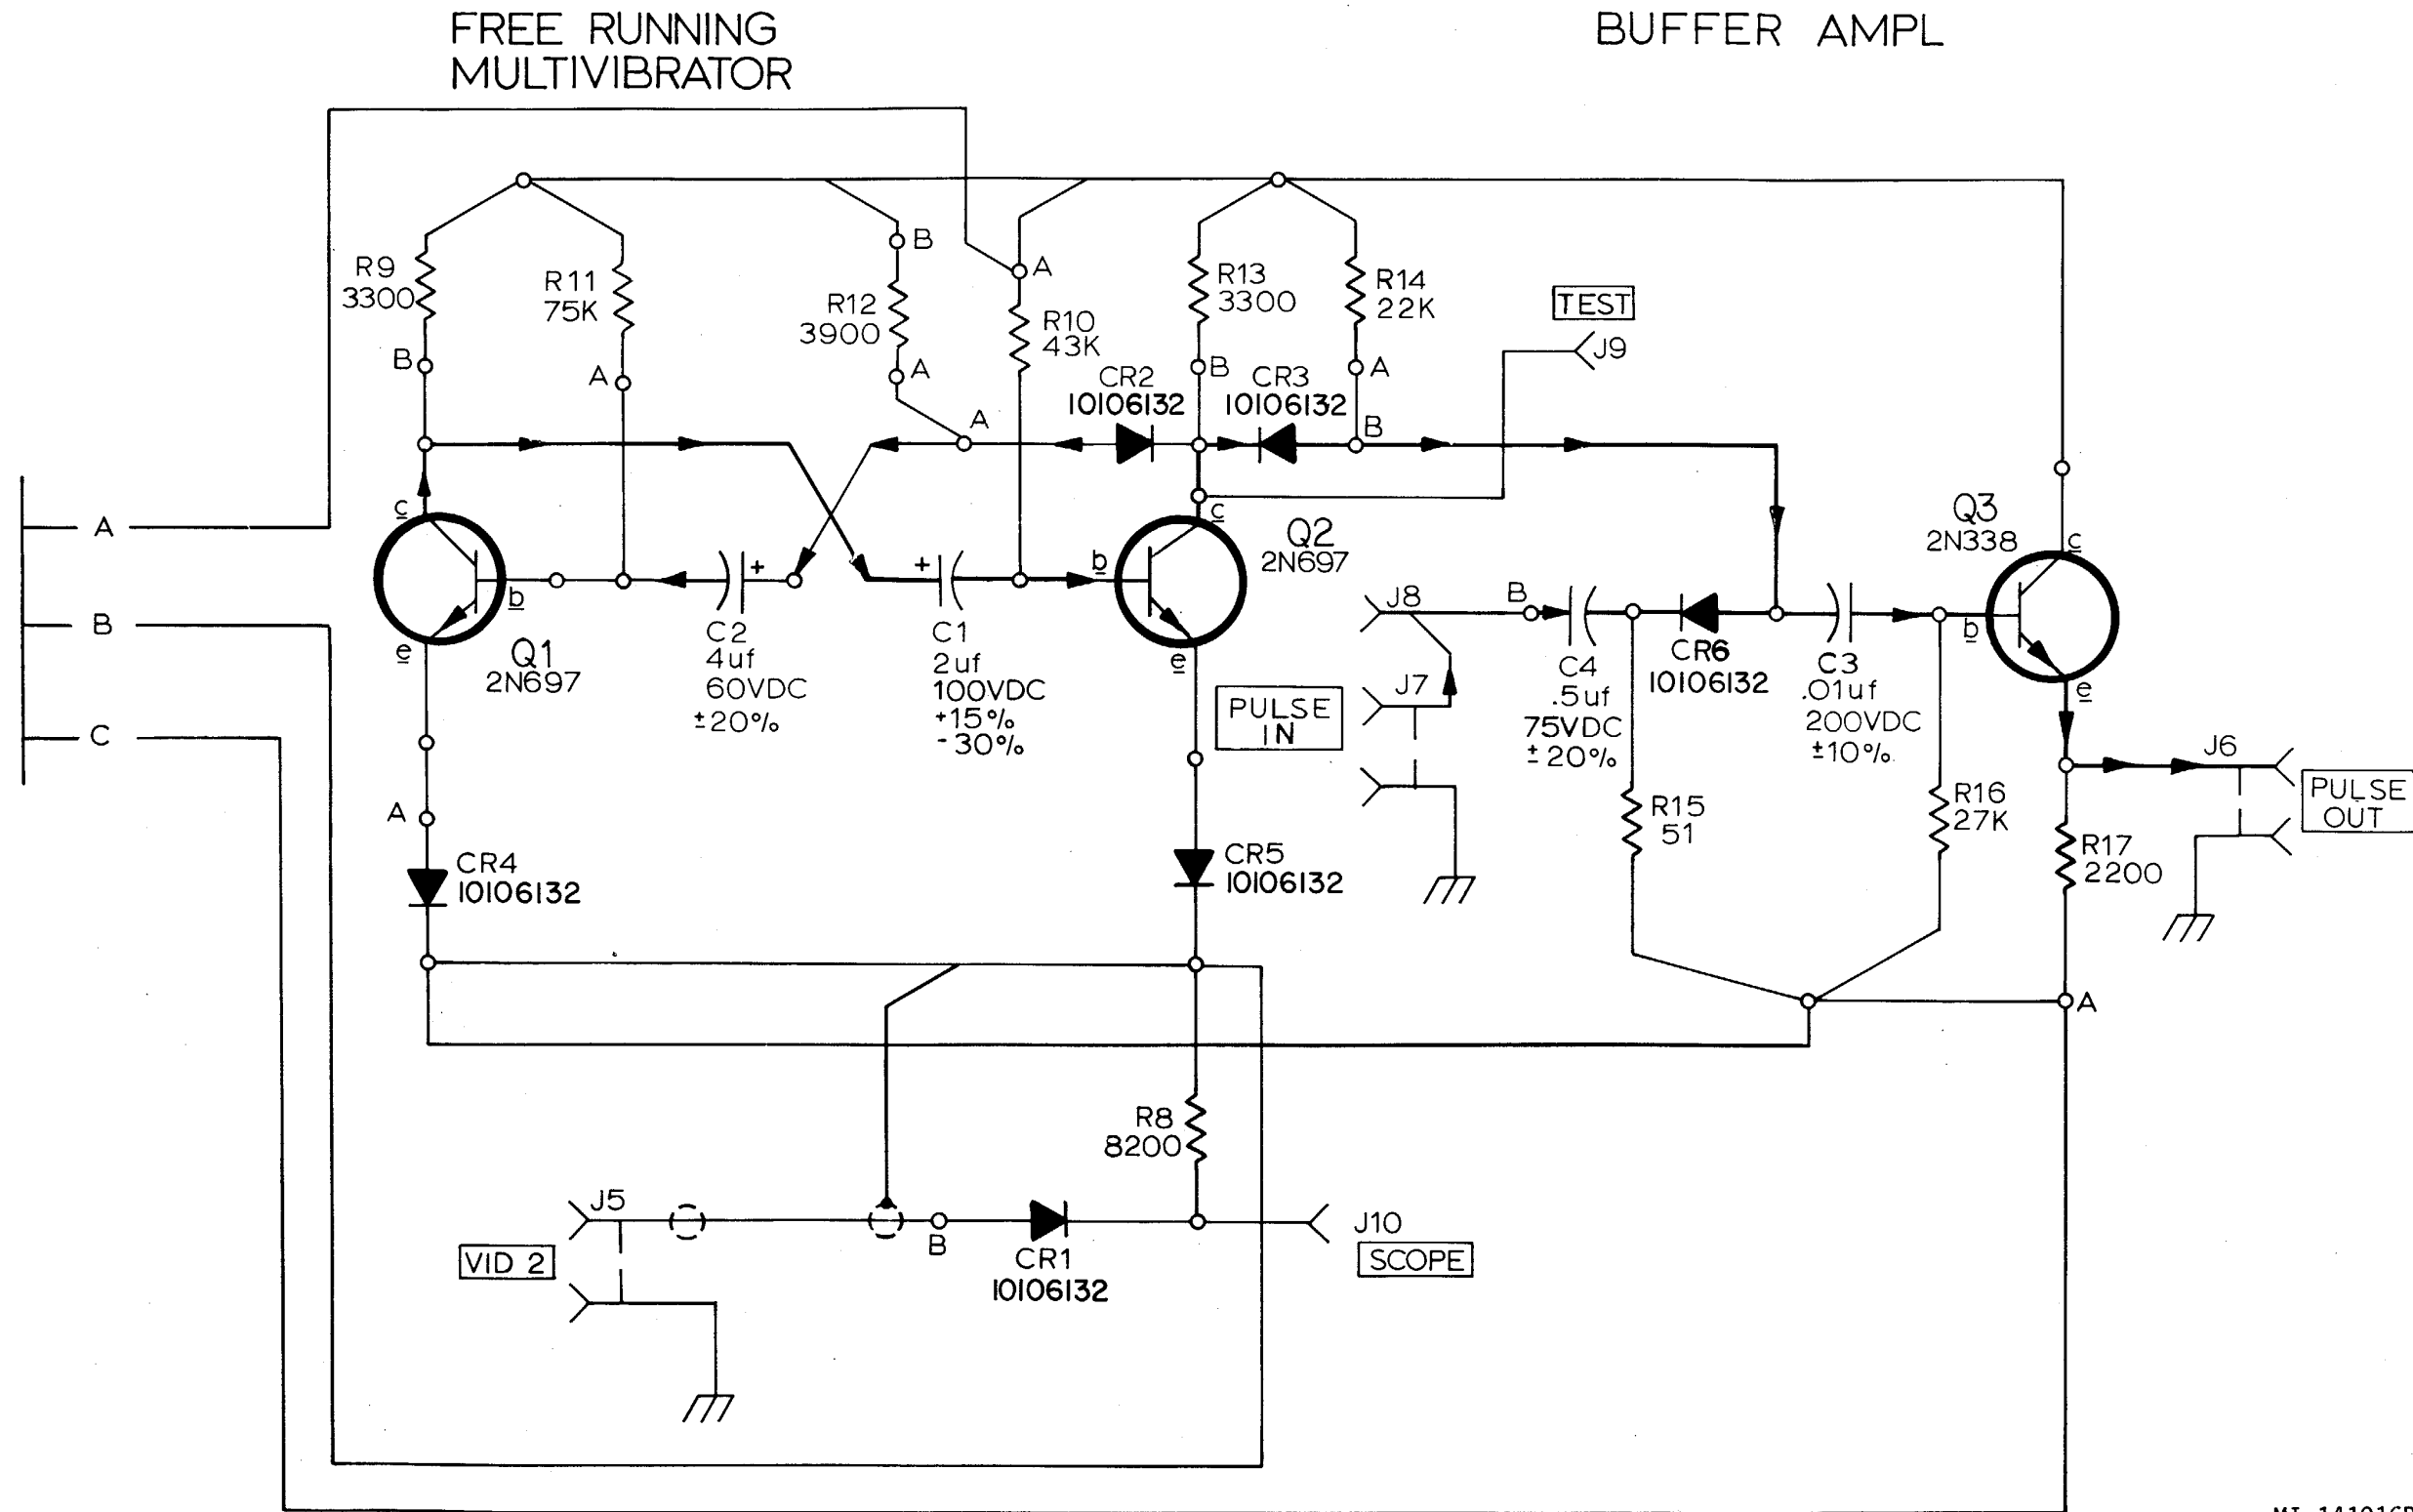 FREE RUNNING
MULTIVIBRATOR
BUFFER AMPL
R9
3300
R11
75K
R12
3900
B
A
R10
43K
A
R13
3300
R14
22K
TEST
J9
B
A
A
B
A
CR2
10106132
CR3
10106132
B
A
B
c
c
c
A
B
C
b
e
Q1
2N697
+
C2
4uf
60VDC
±20%
+
C1
2uf
100VDC
+15%
-30%
b
e
Q2
2N697
Q3
2N338
J8
B
J7
PULSE
IN
C4
.5uf
75VDC
±20%
CR6
10106132
C3
.01uf
200VDC
±10%
b
e
J6
PULSE
OUT
R15
51
R16
27K
R17
2200
A
A
CR4
10106132
CR5
10106132
R8
8200
J5
VID 2
B
CR1
10106132
J10
SCOPE